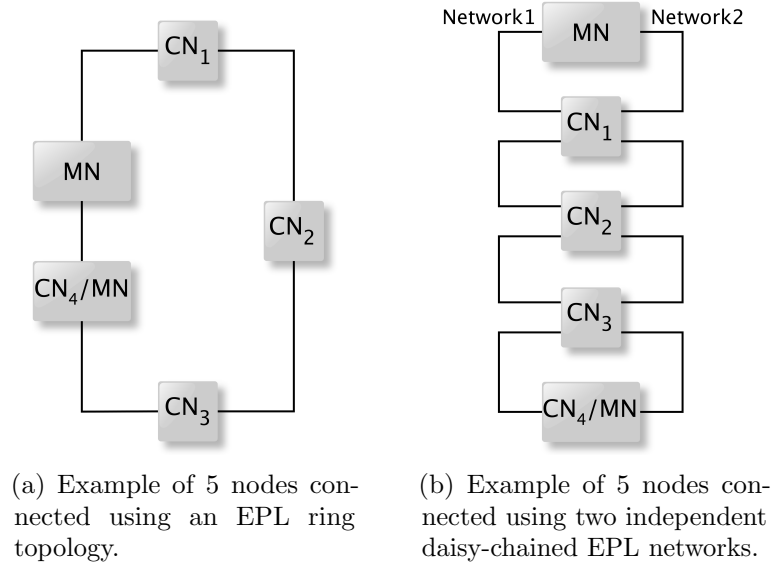 CN1
MN
CN2
CN4/MN
CN3
(a) Example of 5 nodes con-
nected using an EPL ring
topology.
Network1 MN Network2
CN1
CN2
CN3
CN4/MN
(b) Example of 5 nodes con-
nected using two independent
daisy-chained EPL networks.